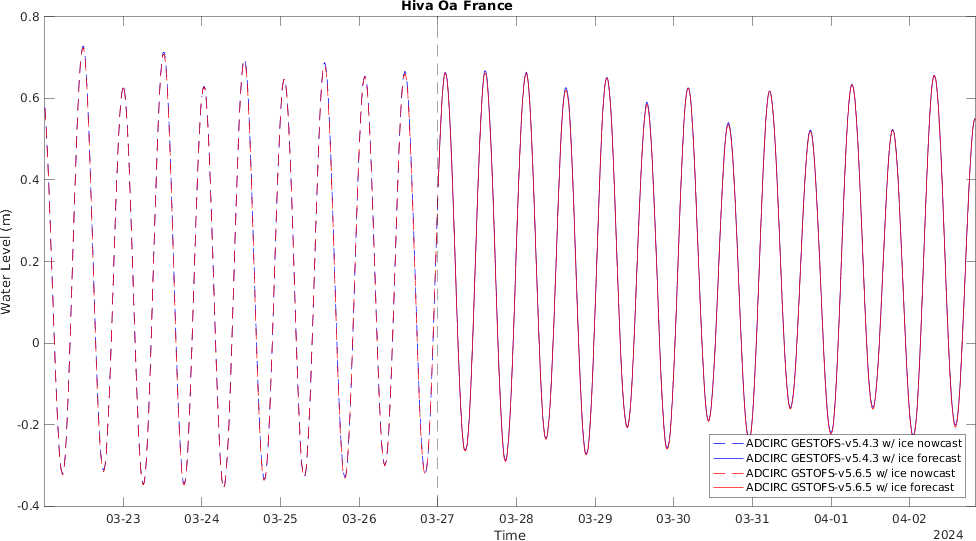 Hiva Oa France
0.8
0.6
0.4
0.2
0
-0.2
-0.4
Water Level (m)
03-23 03-24 03-25 03-26 03-27 03-28 03-29 03-30 03-31 04-01 04-02
Time
2024
ADCIRC GESTOFS-v5.4.3 w/ ice nowcast
ADCIRC GESTOFS-v5.4.3 w/ ice forecast
ADCIRC GSTOFS-v5.6.5 w/ ice nowcast
ADCIRC GSTOFS-v5.6.5 w/ ice forecast